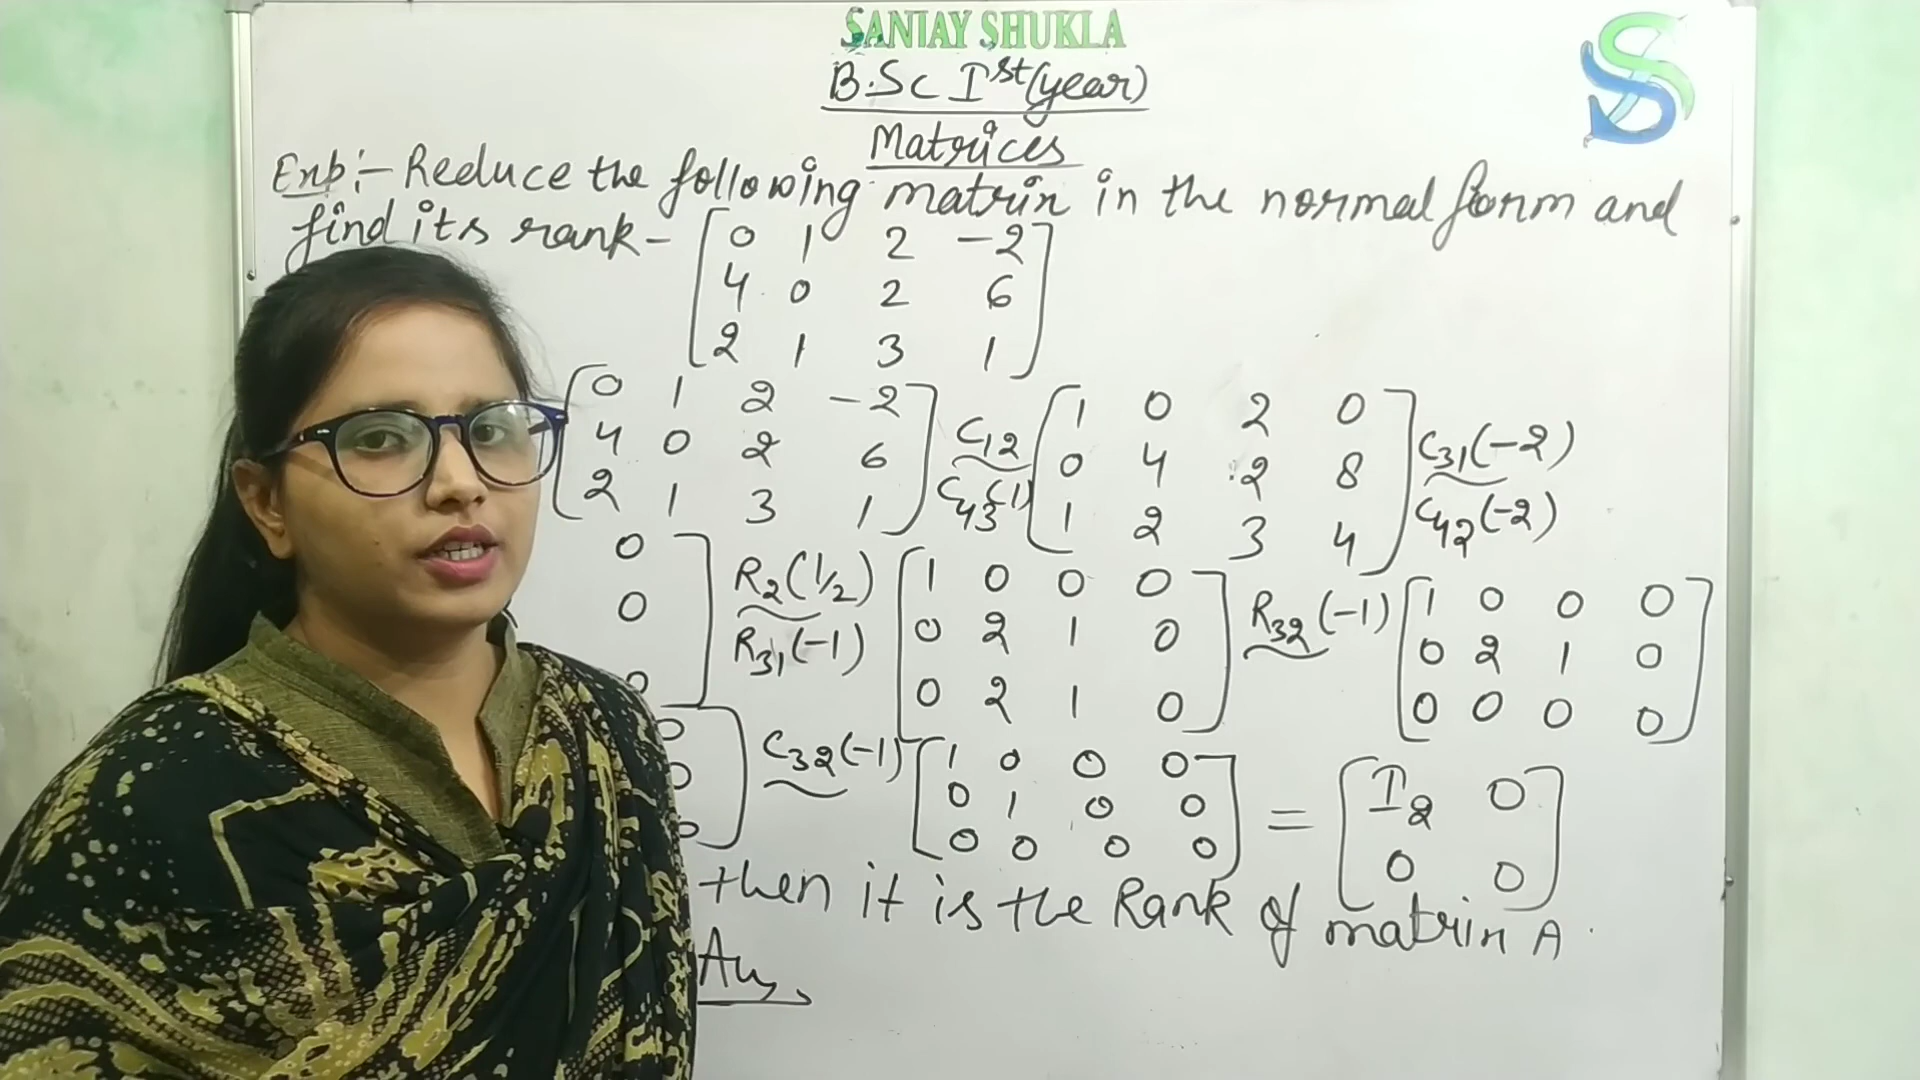 SANJAY SHUKLA
B.Sc Ist (year)
Matrices
Exp:- Reduce the following matrix in the normal form and
find its rank-
[0 1 2 -2
4 0 2 6
2 1 3 1]
[0 1 2 -2
4 0 2 6
2 1 3 1]
C12
C43(1)
[1 0 2 0
0 4 2 8
1 2 3 4]
C31(-2)
C42(-2)
0
0
0]
R2(1/2)
R31(-1)
[1 0 0 0
0 2 1 0
0 2 1 0]
R32(-1)
[1 0 0 0
0 2 1 0
0 0 0 0]
0
0
0]
C32(-1)
[1 0 0 0
0 1 0 0
0 0 0 0]
=
[I2 0
0 0]
then it is the Rank of matrix A.
Ans
SS